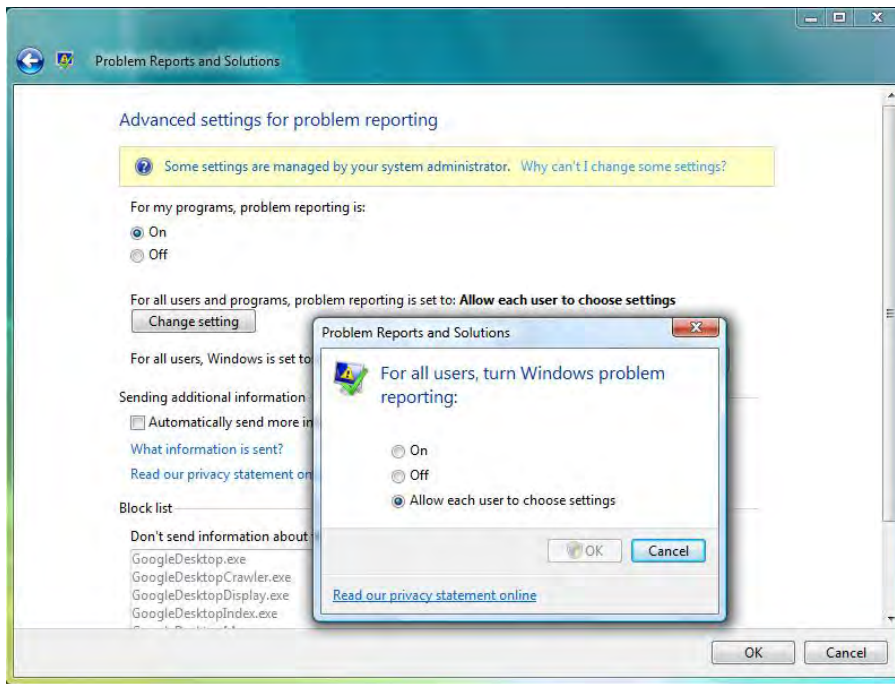 Problem Reports and Solutions
Advanced settings for problem reporting
Some settings are managed by your system administrator. Why can't I change some settings?
For my programs, problem reporting is:
On
Off
For all users and programs, problem reporting is set to: Allow each user to choose settings
Change setting
For all users, Windows is set to
Sending additional information
Automatically send more in
What information is sent?
Read our privacy statement on
Block list
Don't send information about
GoogleDesktop.exe
GoogleDesktopCrawler.exe
GoogleDesktopDisplay.exe
GoogleDesktopIndex.exe
Problem Reports and Solutions
For all users, turn Windows problem
reporting:
On
Off
Allow each user to choose settings
OK Cancel
Read our privacy statement online
OK Cancel